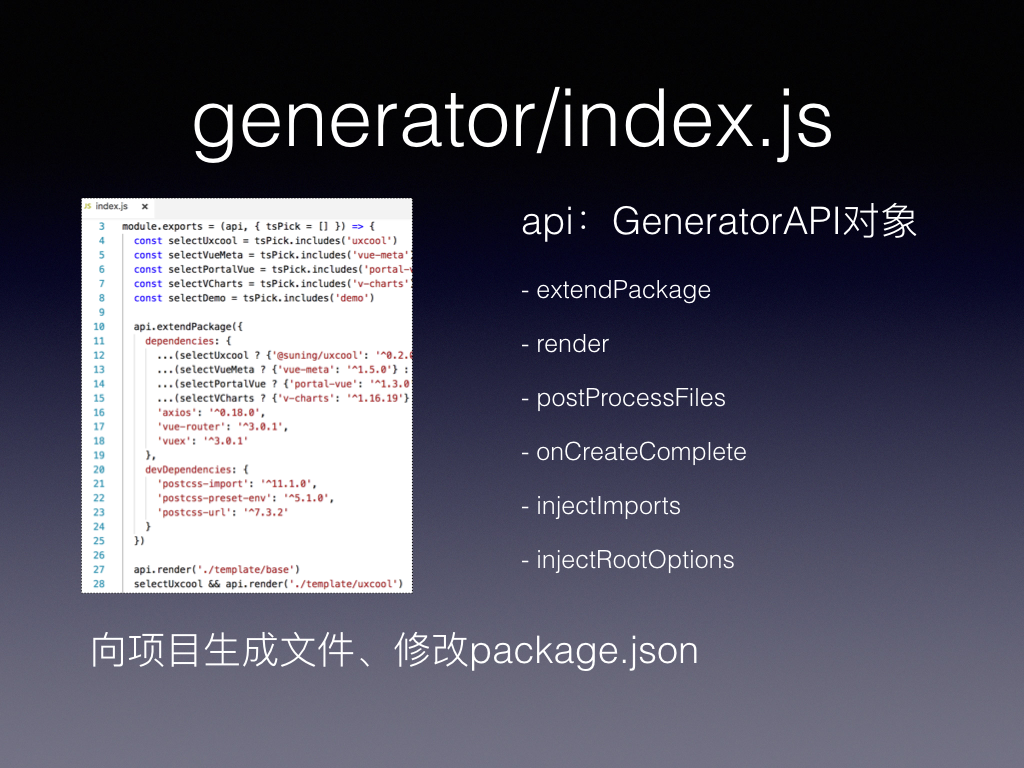 generator/index.js
JS index.js ×
3 module.exports = (api, { tsPick = [] }) => {
4 const selectUxcool = tsPick.includes('uxcool')
5 const selectVueMeta = tsPick.includes('vue-meta'
6 const selectPortalVue = tsPick.includes('portal-v
7 const selectVCharts = tsPick.includes('v-charts'
8 const selectDemo = tsPick.includes('demo')
9
10 api.extendPackage({
11 dependencies: {
12 ...(selectUxcool ? {'@suning/uxcool': '^0.2.0
13 ...(selectVueMeta ? {'vue-meta': '^1.5.0'} :
14 ...(selectPortalVue ? {'portal-vue': '^1.3.0
15 ...(selectVCharts ? {'v-charts': '^1.16.19'}
16 'axios': '^0.18.0',
17 'vue-router': '^3.0.1',
18 'vuex': '^3.0.1'
19 },
20 devDependencies: {
21 'postcss-import': '^11.1.0',
22 'postcss-preset-env': '^5.1.0',
23 'postcss-url': '^7.3.2'
24 }
25 })
26
27 api.render('./template/base')
28 selectUxcool && api.render('./template/uxcool')
api：GeneratorAPI对象
- extendPackage
- render
- postProcessFiles
- onCreateComplete
- injectImports
- injectRootOptions
向项目生成文件、修改package.json